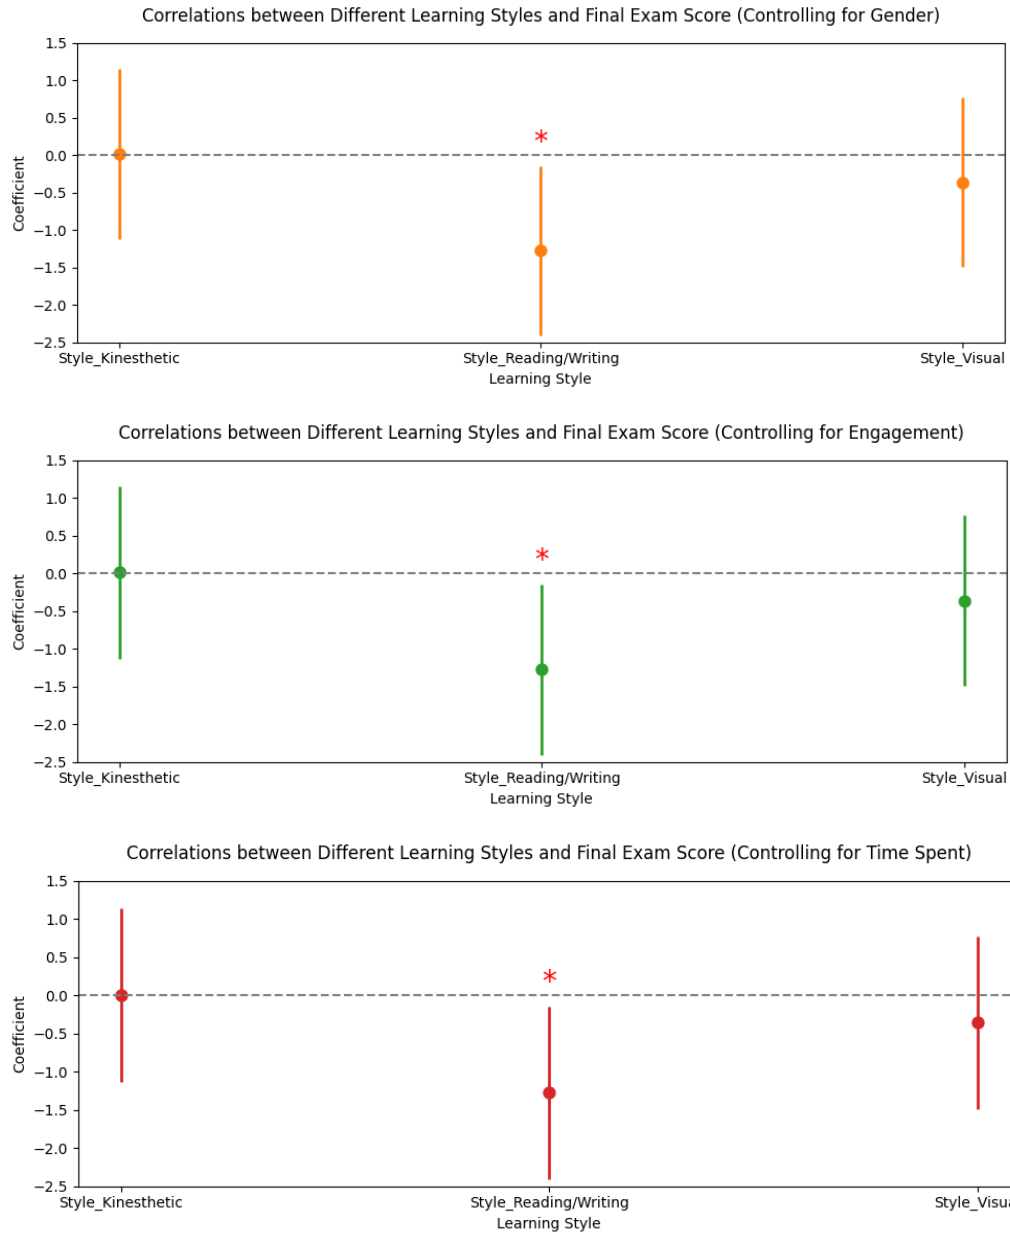 Correlations between Different Learning Styles and Final Exam Score (Controlling for Gender)
1.5
1.0
0.5
0.0
−0.5
−1.0
−1.5
−2.0
−2.5
Coefficient
*
Style_Kinesthetic Style_Reading/Writing Style_Visual
Learning Style
Correlations between Different Learning Styles and Final Exam Score (Controlling for Engagement)
1.5
1.0
0.5
0.0
−0.5
−1.0
−1.5
−2.0
−2.5
Coefficient
*
Style_Kinesthetic Style_Reading/Writing Style_Visual
Learning Style
Correlations between Different Learning Styles and Final Exam Score (Controlling for Time Spent)
1.5
1.0
0.5
0.0
−0.5
−1.0
−1.5
−2.0
−2.5
Coefficient
*
Style_Kinesthetic Style_Reading/Writing Style_Visua
Learning Style